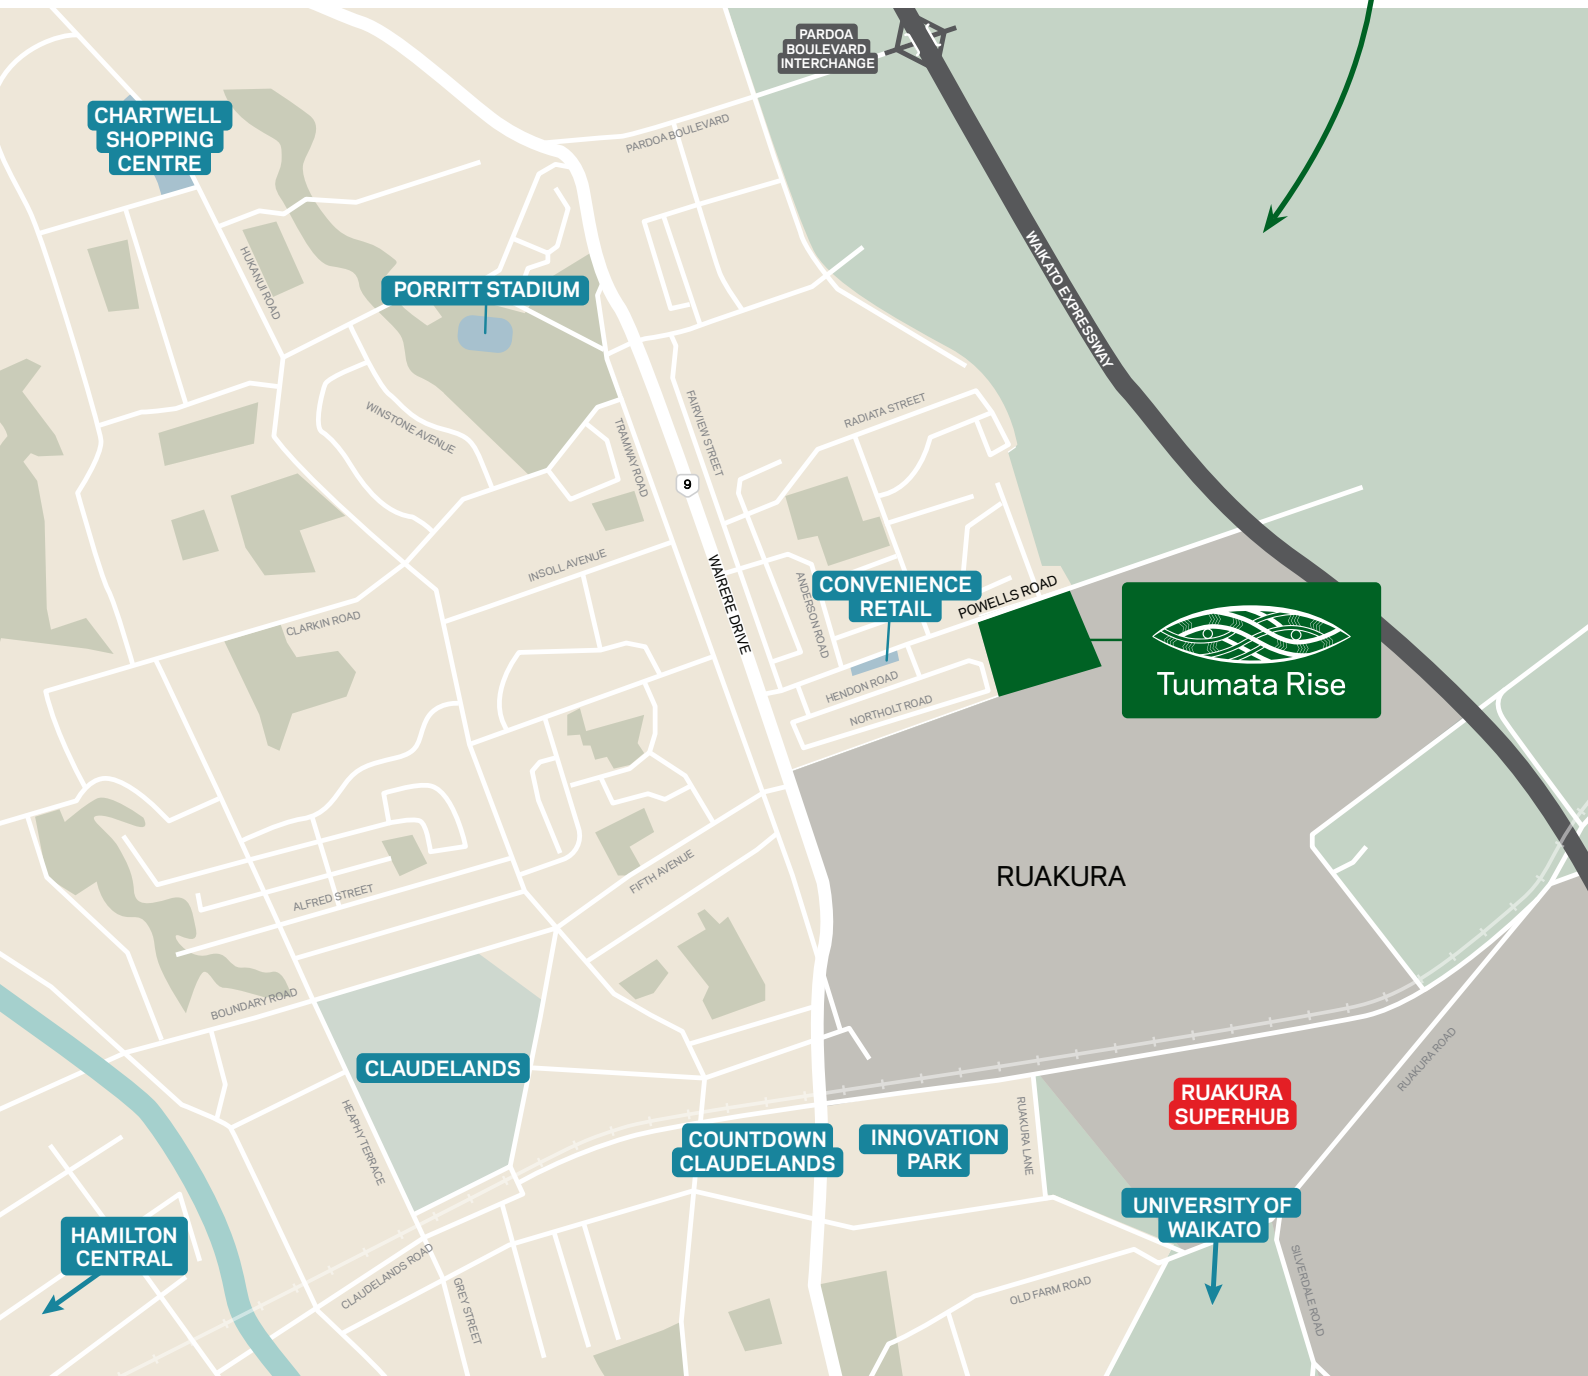 PARDOA
BOULEVARD
INTERCHANGE
CHARTWELL
SHOPPING
CENTRE
PARDOA BOULEVARD
HUKANUI ROAD
PORRITT STADIUM
WAIKATO EXPRESSWAY
WINSTONE AVENUE
TRAMWAY ROAD
FAIRVIEW STREET
RADIATA STREET
9
INSOLL AVENUE
WAIRERE DRIVE
ANDERSON ROAD
CONVENIENCE
RETAIL
POWELLS ROAD
CLARKIN ROAD
Tuumata Rise
HENDON ROAD
NORTHOLT ROAD
FIFTH AVENUE
RUAKURA
ALFRED STREET
BOUNDARY ROAD
CLAUDELANDS
RUAKURA ROAD
RUAKURA
SUPERHUB
HEAPHY TERRACE
COUNTDOWN
CLAUDELANDS
INNOVATION
PARK
RUAKURA LANE
UNIVERSITY OF
WAIKATO
HAMILTON
CENTRAL
CLAUDELANDS ROAD
GREY STREET
OLD FARM ROAD
SILVERDALE ROAD